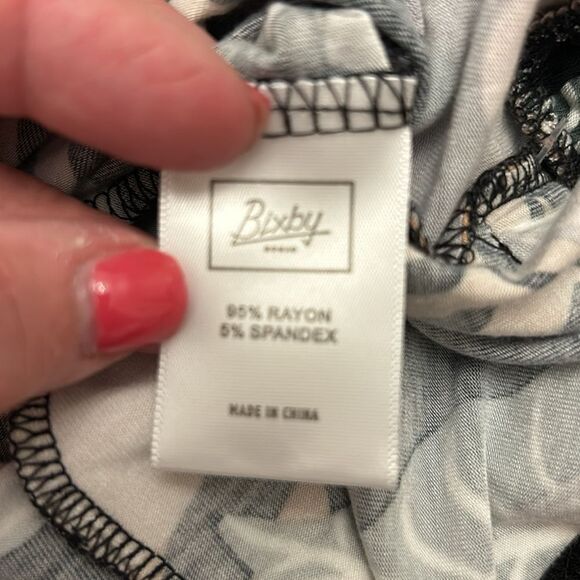 Bixby
95% RAYON
5% SPANDEX
MADE IN CHINA